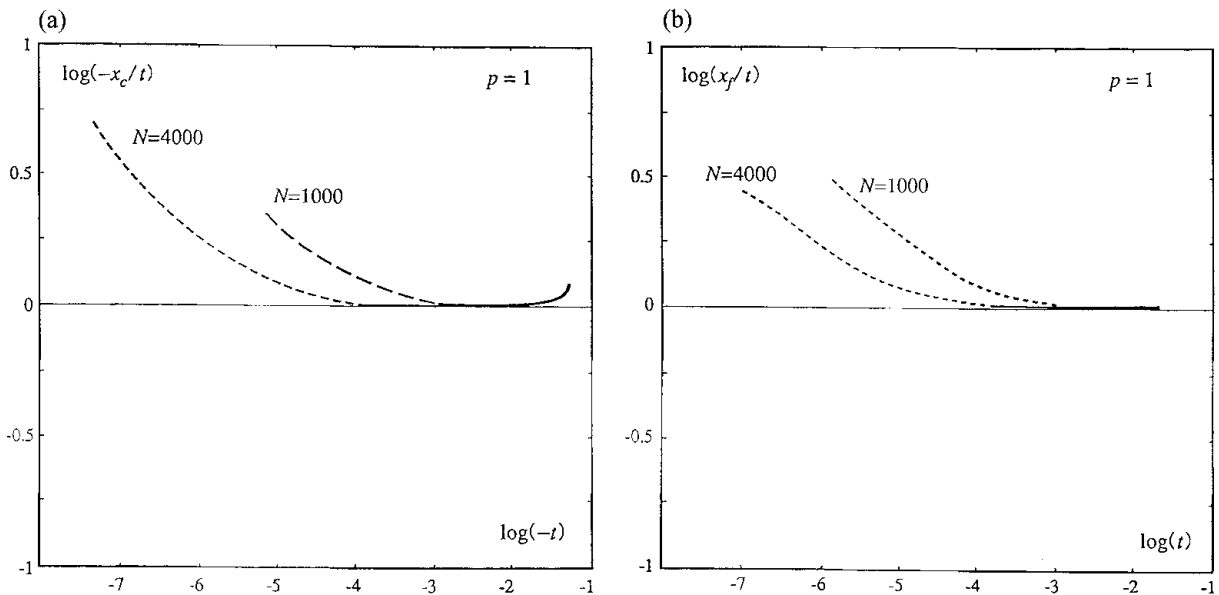 (a)
1
log(−x_c/t)
p = 1
N=4000
0.5
N=1000
0
-0.5
log(−t)
-1
-7 -6 -5 -4 -3 -2 -1
(b)
1
log(x_f/t)
p = 1
0.5
N=4000
N=1000
0
-0.5
log(t)
-1
-7 -6 -5 -4 -3 -2 -1